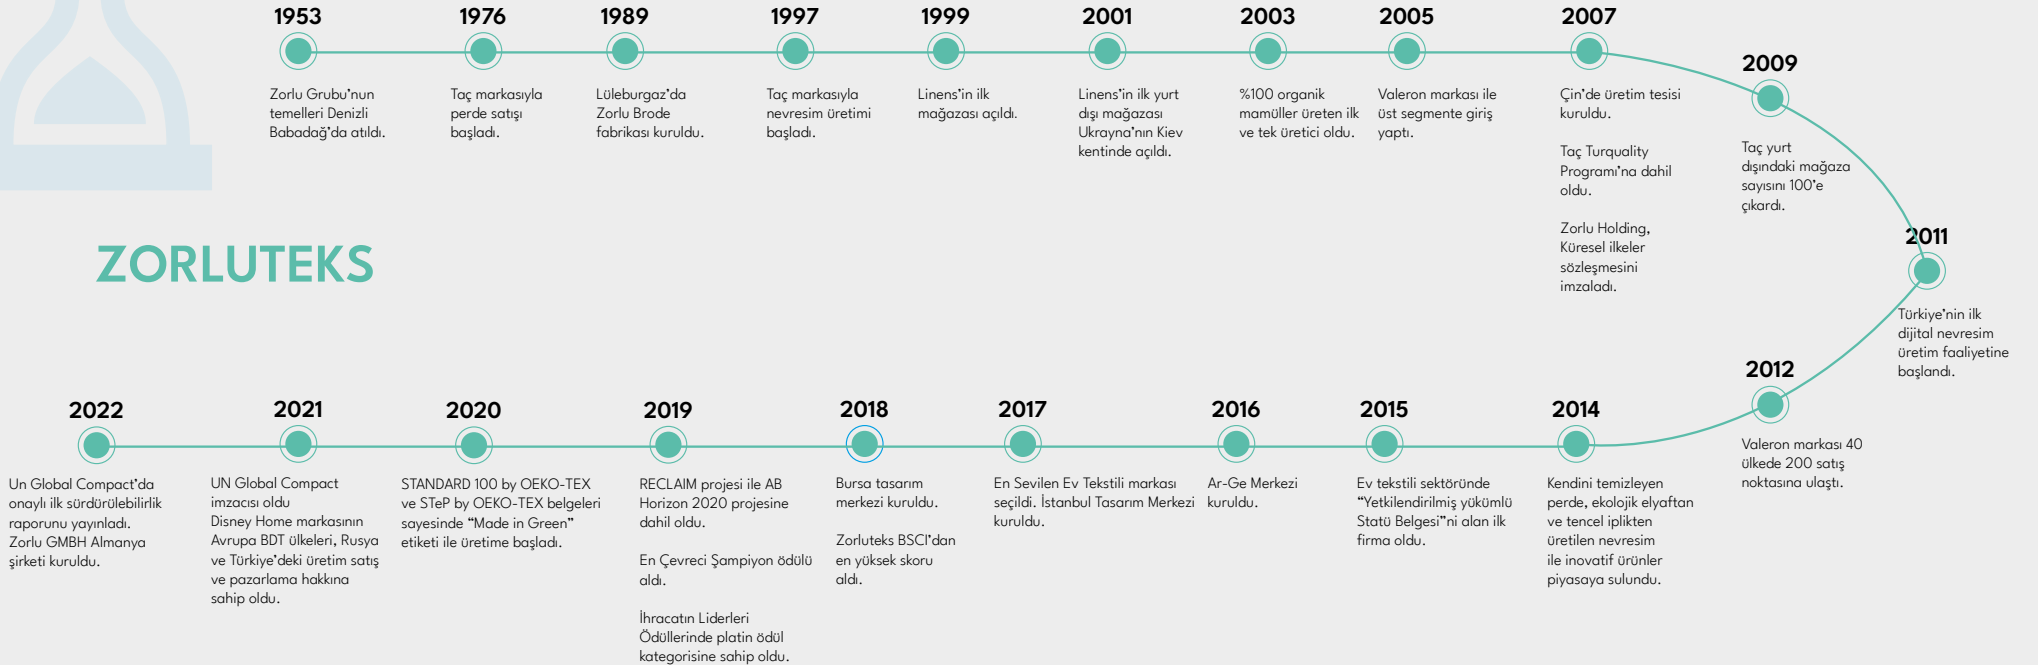 1953
Zorlu Grubu'nun
temelleri Denizli
Babadağ'da atıldı.
1976
Taç markasıyla
perde satışı
başladı.
1989
Lüleburgaz'da
Zorlu Brode
fabrikası kuruldu.
1997
Taç markasıyla
nevresim üretimi
başladı.
1999
Linens'in ilk
mağazası açıldı.
2001
Linens'in ilk yurt
dışı mağazası
Ukrayna'nın Kiev
kentinde açıldı.
2003
%100 organik
mamüller üreten ilk
ve tek üretici oldu.
2005
Valeron markası ile
üst segmente giriş
yaptı.
2007
Çin'de üretim tesisi
kuruldu.
Taç Turquality
Programı'na dahil
oldu.
Zorlu Holding,
Küresel ilkeler
sözleşmesini
imzaladı.
2009
Taç yurt
dışındaki mağaza
sayısını 100'e
çıkardı.
2011
Türkiye'nin ilk
dijital nevresim
üretim faaliyetine
başlandı.
ZORLUTEKS
2012
Valeron markası 40
ülkede 200 satış
noktasına ulaştı.
2014
Kendini temizleyen
perde, ekolojik elyaftan
ve tencel iplikten
üretilen nevresim
ile inovatif ürünler
piyasaya sulundu.
2015
Ev tekstili sektöründe
“Yetkilendirilmiş yükümlü
Statü Belgesi”ni alan ilk
firma oldu.
2016
Ar-Ge Merkezi
kuruldu.
2017
En Sevilen Ev Tekstili markası
seçildi. İstanbul Tasarım Merkezi
kuruldu.
2018
Bursa tasarım
merkezi kuruldu.
Zorluteks BSCI'dan
en yüksek skoru
aldı.
2019
RECLAIM projesi ile AB
Horizon 2020 projesine
dahil oldu.
En Çevreci Şampiyon ödülü
aldı.
İhracatın Liderleri
Ödüllerinde platin ödül
kategorisine sahip oldu.
2020
STANDARD 100 by OEKO-TEX
ve STeP by OEKO-TEX belgeleri
sayesinde “Made in Green”
etiketi ile üretime başladı.
2021
UN Global Compact
imzacısı oldu
Disney Home markasının
Avrupa BDT ülkeleri, Rusya
ve Türkiye'deki üretim satış
ve pazarlama hakkına
sahip oldu.
2022
Un Global Compact'da
onaylı ilk sürdürülebilirlik
raporunu yayınladı.
Zorlu GMBH Almanya
şirketi kuruldu.